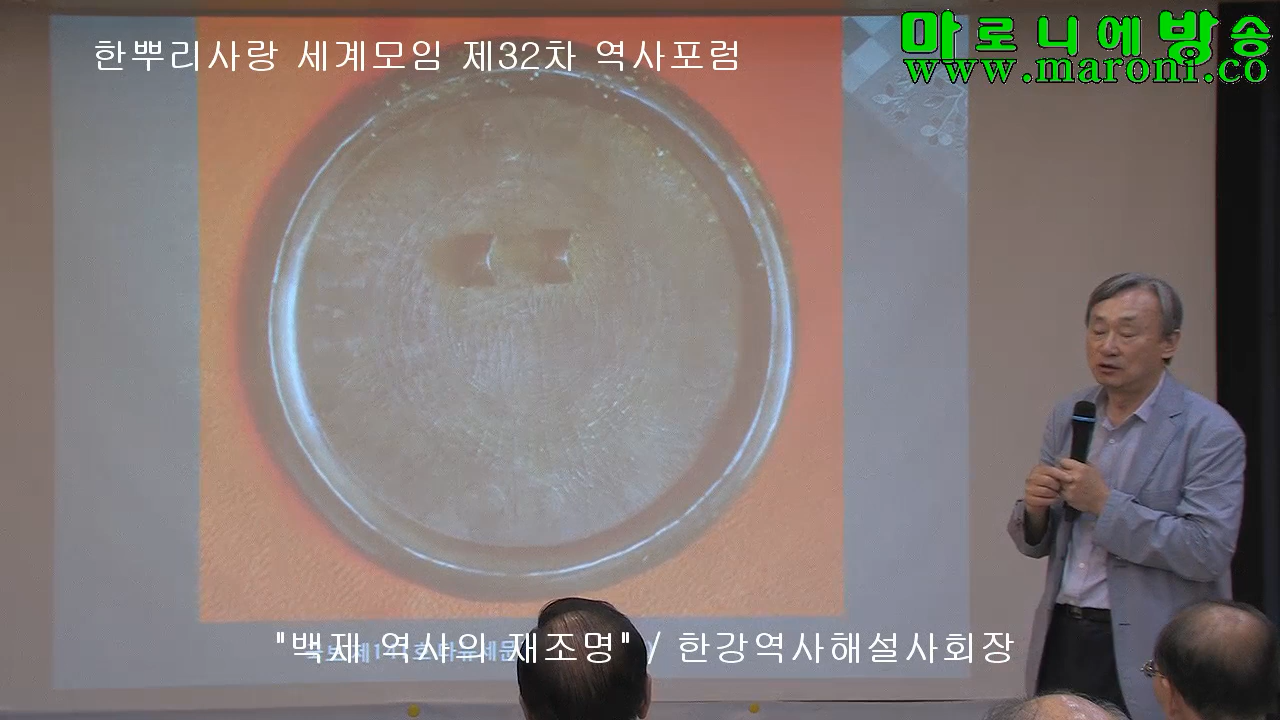 한뿌리사랑 세계모임 제32차 역사포럼
마로니에방송
www.maroni.co
"백제 역사의 재조명" / 한강역사해설사회장